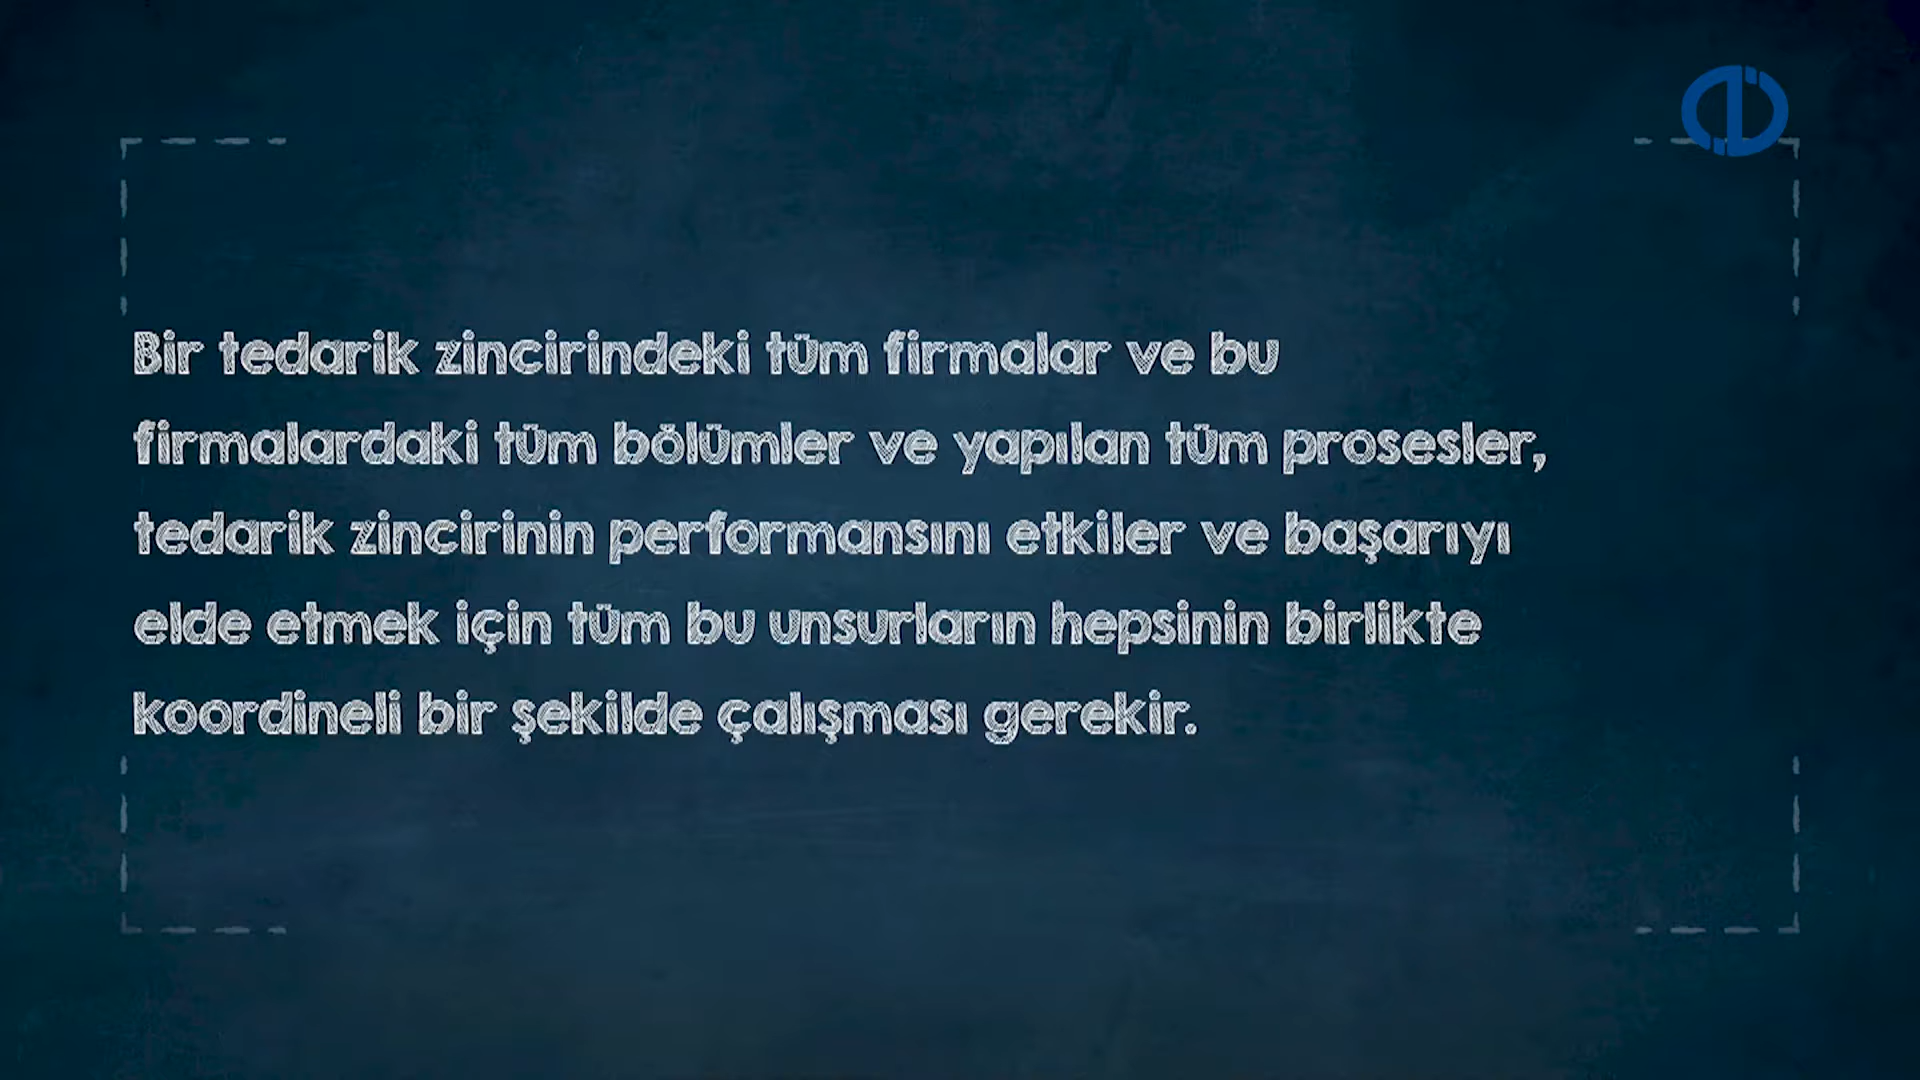 Bir tedarik zincirindeki tüm firmalar ve bu
firmalardaki tüm bölümler ve yapılan tüm prosesler,
tedarik zincirinin performansını etkiler ve başarıyı
elde etmek için tüm bu unsurların hepsinin birlikte
koordineli bir şekilde çalışması gerekir.